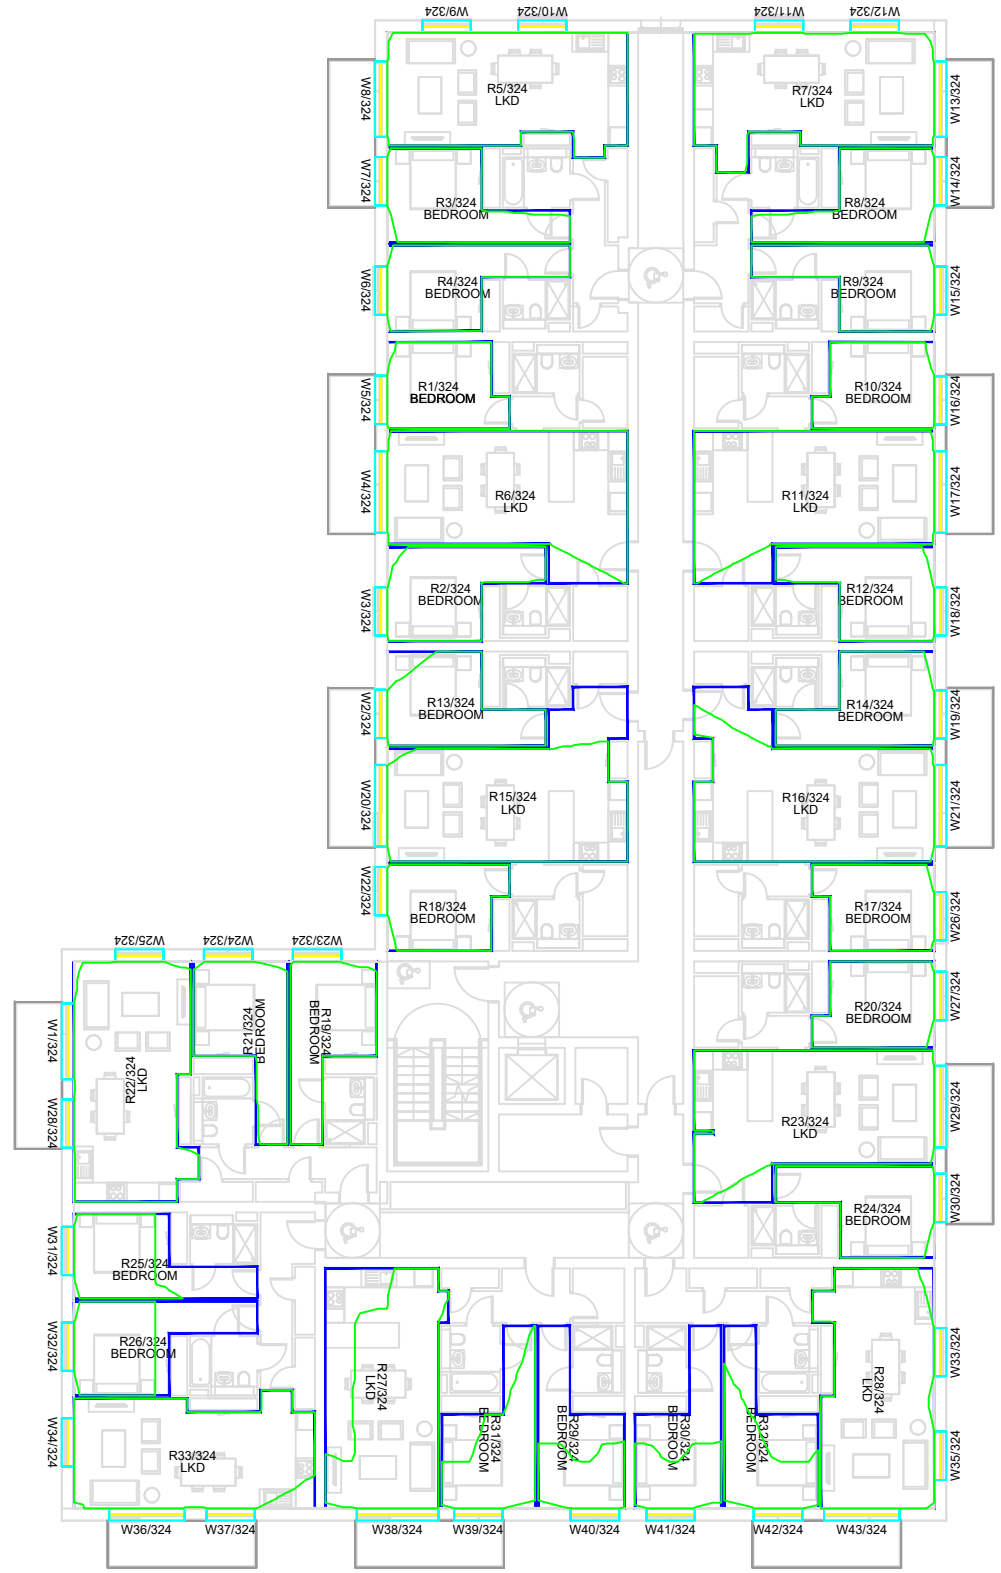 W9/324
W10/324
W11/324
W12/324
W8/324
R5/324
LKD
R7/324
LKD
W13/324
W7/324
R3/324
BEDROOM
R8/324
BEDROOM
W14/324
W6/324
R4/324
BEDROOM
R9/324
BEDROOM
W15/324
W5/324
R1/324
BEDROOM
R10/324
BEDROOM
W16/324
W4/324
R6/324
LKD
R11/324
LKD
W17/324
W3/324
R2/324
BEDROOM
R12/324
BEDROOM
W18/324
W2/324
R13/324
BEDROOM
R14/324
BEDROOM
W19/324
W20/324
R15/324
LKD
R16/324
LKD
W21/324
W22/324
R18/324
BEDROOM
R17/324
BEDROOM
W26/324
W25/324
W24/324
W23/324
W1/324
R22/324
LKD
R21/324
BEDROOM
R19/324
BEDROOM
R20/324
BEDROOM
W27/324
W28/324
R23/324
LKD
W29/324
R24/324
BEDROOM
W30/324
W31/324
R25/324
BEDROOM
W32/324
R26/324
BEDROOM
R27/324
LKD
R28/324
LKD
W33/324
W34/324
R33/324
LKD
R31/324
BEDROOM
R29/324
BEDROOM
R30/324
BEDROOM
R32/324
BEDROOM
W35/324
W36/324
W37/324
W38/324
W39/324
W40/324
W41/324
W42/324
W43/324